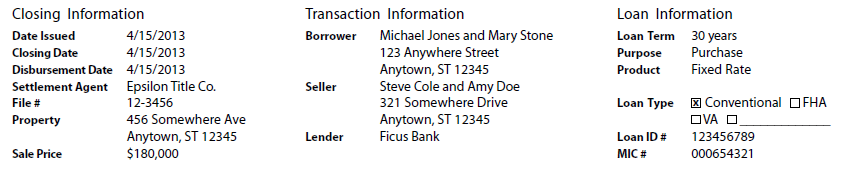 Closing Information
Date Issued 4/15/2013
Closing Date 4/15/2013
Disbursement Date 4/15/2013
Settlement Agent Epsilon Title Co.
File # 12-3456
Property 456 Somewhere Ave
Anytown, ST 12345
Sale Price $180,000
Transaction Information
Borrower Michael Jones and Mary Stone
123 Anywhere Street
Anytown, ST 12345
Seller Steve Cole and Amy Doe
321 Somewhere Drive
Anytown, ST 12345
Lender Ficus Bank
Loan Information
Loan Term 30 years
Purpose Purchase
Product Fixed Rate
Loan Type ☒ Conventional ☐ FHA
☐ VA ☐ ______________
Loan ID # 123456789
MIC # 000654321